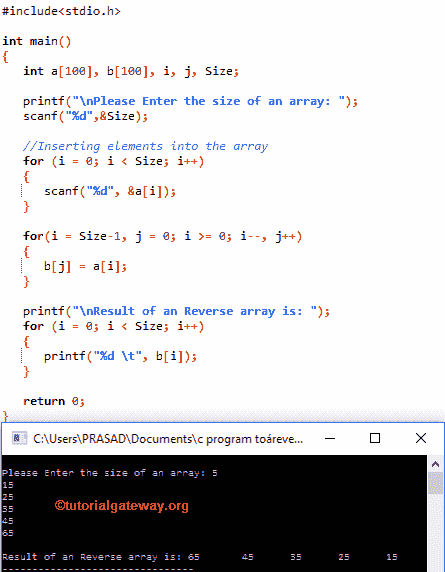 #include<stdio.h>
int main()
{
int a[100], b[100], i, j, Size;
printf("\nPlease Enter the size of an array: ");
scanf("%d",&Size);
//Inserting elements into the array
for (i = 0; i < Size; i++)
{
scanf("%d", &a[i]);
}
for(i = Size-1, j = 0; i >= 0; i--, j++)
{
b[j] = a[i];
}
printf("\nResult of an Reverse array is: ");
for (i = 0; i < Size; i++)
{
printf("%d \t", b[i]);
}
return 0;
}
C:\Users\PRASAD\Documents\c program toáreve...
Please Enter the size of an array: 5
15
25
35
45
65
©tutorialgateway.org
Result of an Reverse array is: 65 45 35 25 15
--------------------------------